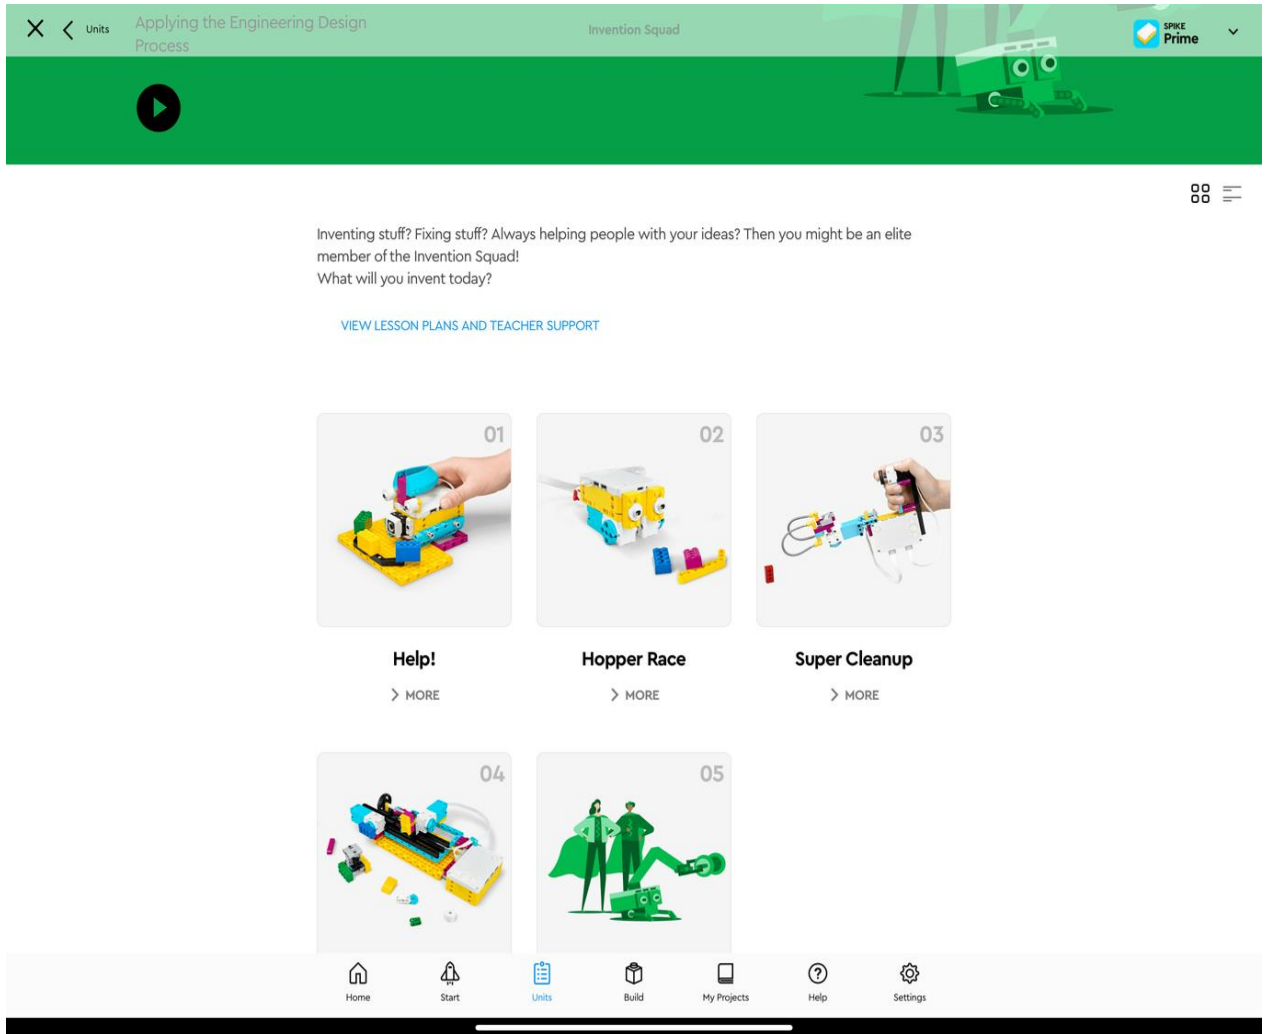 Units
Applying the Engineering Design
Process
Invention Squad
SPIKE
Prime
Inventing stuff? Fixing stuff? Always helping people with your ideas? Then you might be an elite
member of the Invention Squad!
What will you invent today?
VIEW LESSON PLANS AND TEACHER SUPPORT
01
02
03
Help!
Hopper Race
Super Cleanup
MORE
MORE
MORE
04
05
Home
Start
Units
Build
My Projects
Help
Settings